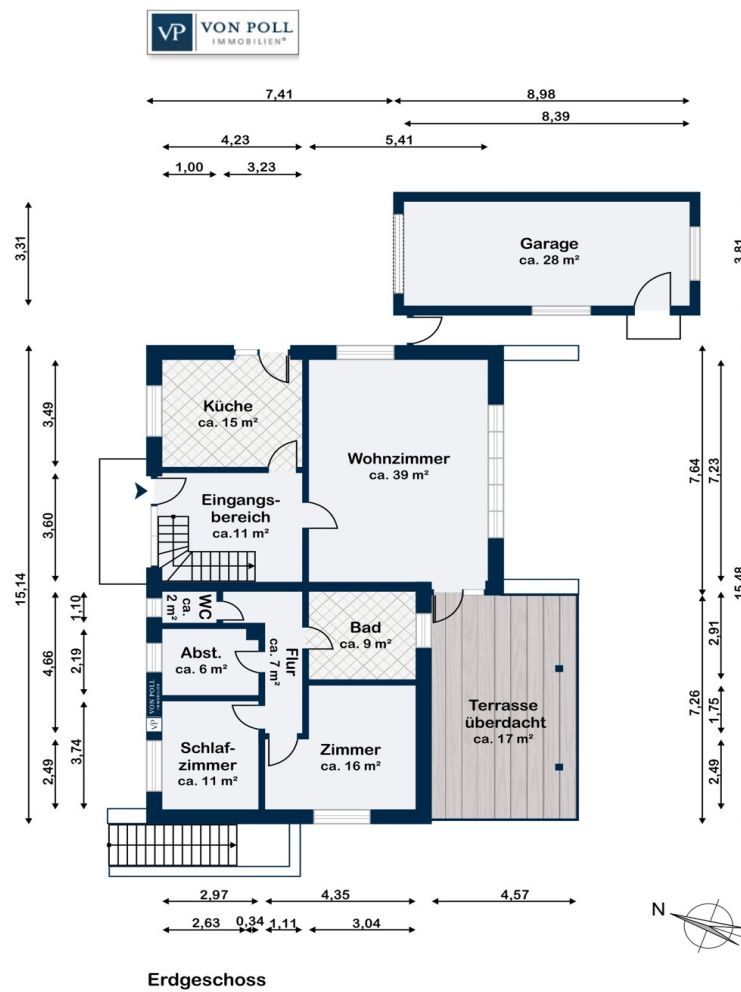 VP VON POLL
IMMOBILIEN®
7,41
8,98
8,39
4,23
5,41
1,00
3,23
3,31
Garage
ca. 28 m²
3,81
3,49
Küche
ca. 15 m²
Wohnzimmer
ca. 39 m²
7,64
7,23
3,60
Eingangs-
bereich
ca.11 m²
15,14
15,48
1,10
WC
ca.
2 m²
Bad
ca. 9 m²
2,91
4,66
2,19
Abst.
ca. 6 m²
Flur
ca. 7 m²
VON POLL
VP
7,26
Terrasse
überdacht
ca. 17 m²
1,75
3,74
2,49
Schlaf-
zimmer
ca. 11 m²
Zimmer
ca. 16 m²
2,49
2,97
4,35
4,57
2,63
0,34
1,11
3,04
N
Erdgeschoss